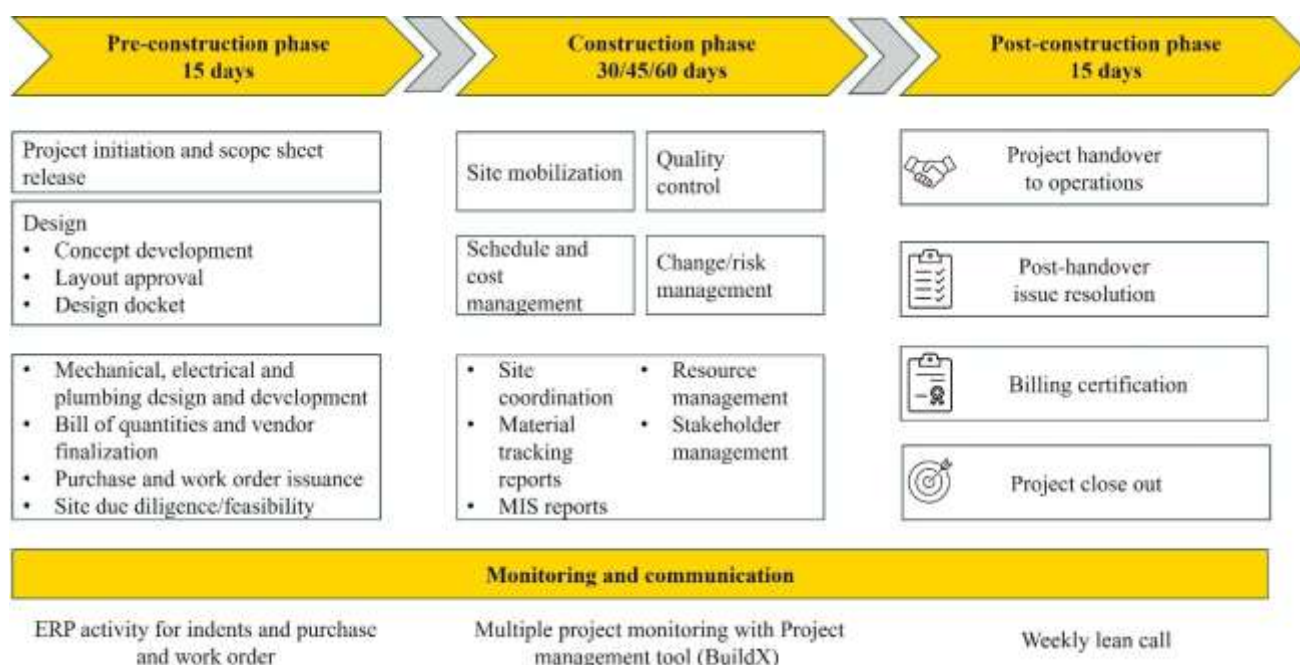 Pre-construction phase
15 days
Construction phase
30/45/60 days
Post-construction phase
15 days
Project initiation and scope sheet
release
Design
• Concept development
• Layout approval
• Design docket
• Mechanical, electrical and
plumbing design and development
• Bill of quantities and vendor
finalization
• Purchase and work order issuance
• Site due diligence/feasibility
Site mobilization
Quality
control
Schedule and
cost
management
Change/risk
management
• Site
coordination
• Material
tracking
reports
• MIS reports
• Resource
management
• Stakeholder
management
Project handover
to operations
Post-handover
issue resolution
Billing certification
Project close out
Monitoring and communication
ERP activity for indents and purchase
and work order
Multiple project monitoring with Project
management tool (BuildX)
Weekly lean call